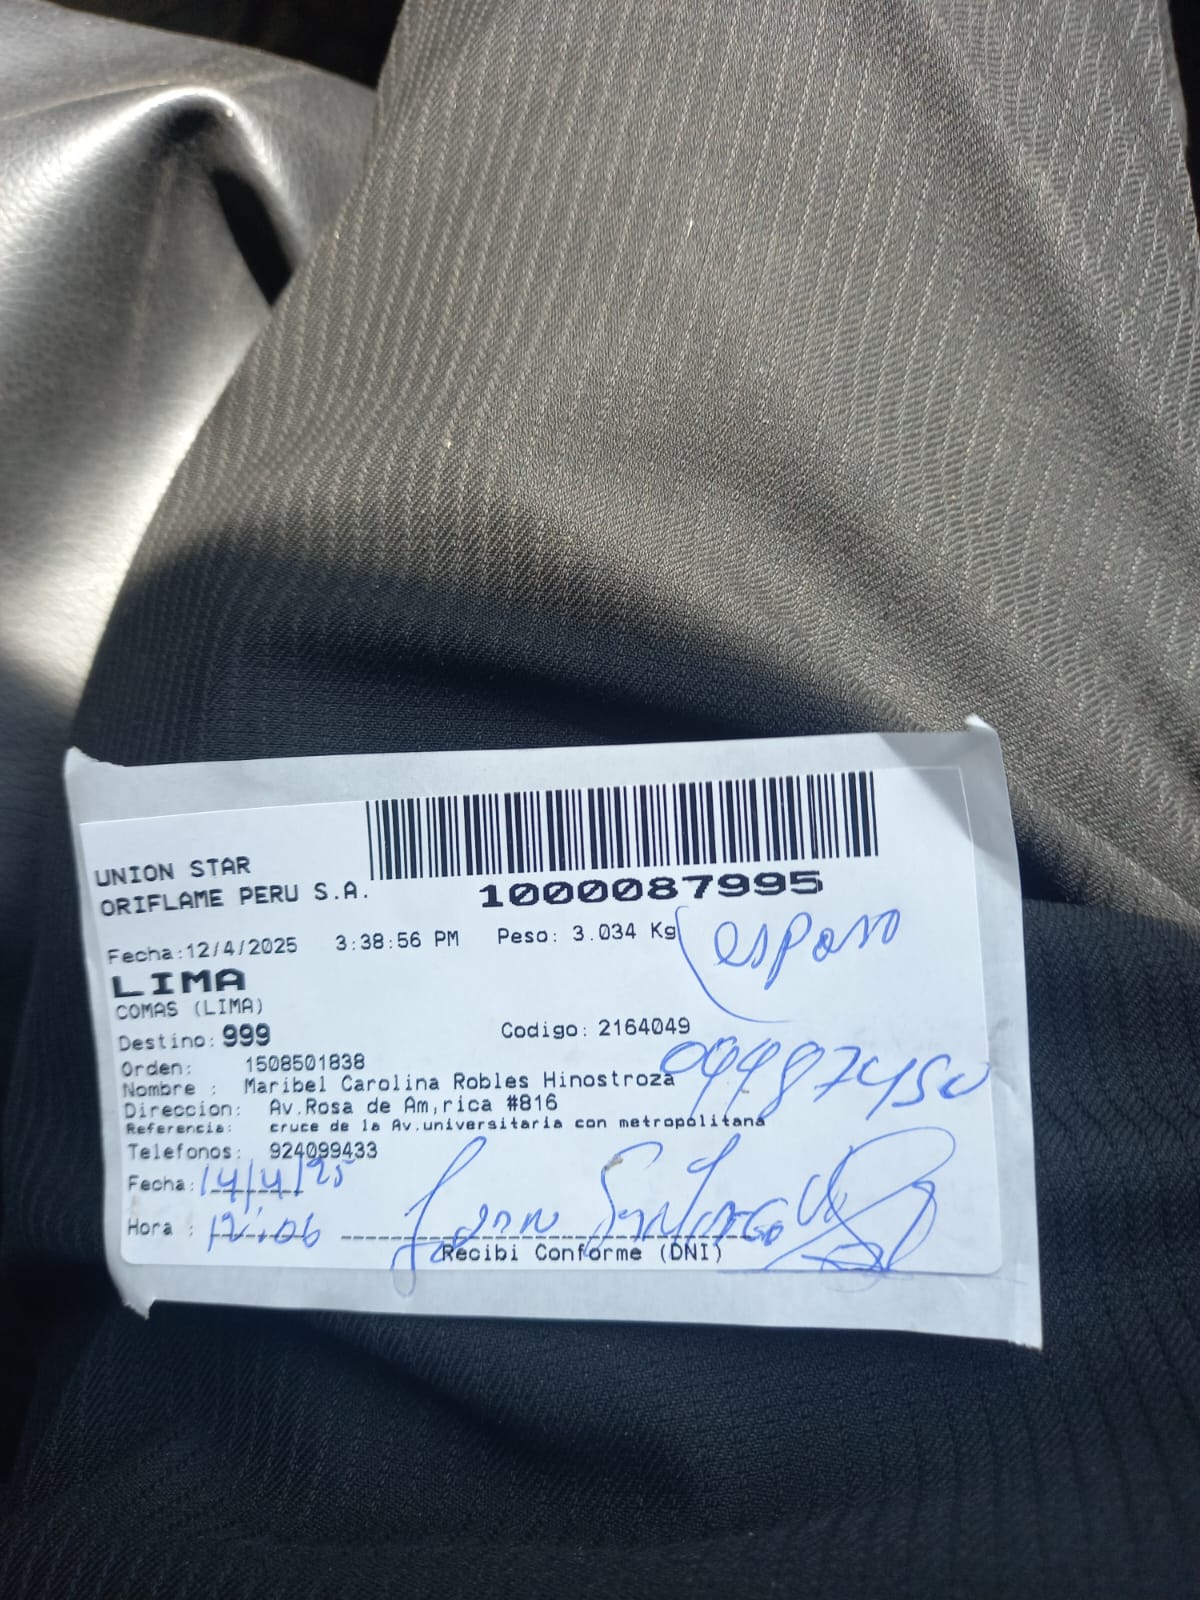 UNION STAR
ORIFLAME PERU S.A.
1000087995
Fecha:12/4/2025 3:38:56 PM Peso: 3.034 Kg
(esposo
LIMA
COMAS (LIMA)
Destino: 999 Codigo: 2164049
Orden: 1508501838
Nombre : Maribel Carolina Robles Hinostroza
Direccion: Av.Rosa de Am,rica #816
Referencia: cruce de la Av.universitaria con metropolitana
Telefonos: 924099433
Fecha: 14/4/25
Hora : 12:06
Recibi Conforme (DNI)